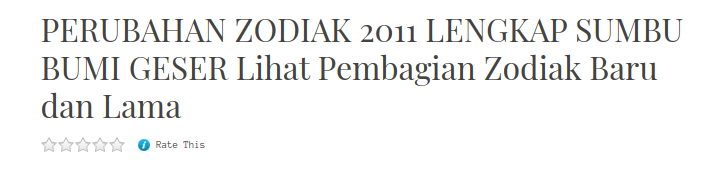 PERUBAHAN ZODIAK 2011 LENGKAP SUMBU
BUMI GESER Lihat Pembagian Zodiak Baru
dan Lama
Rate This